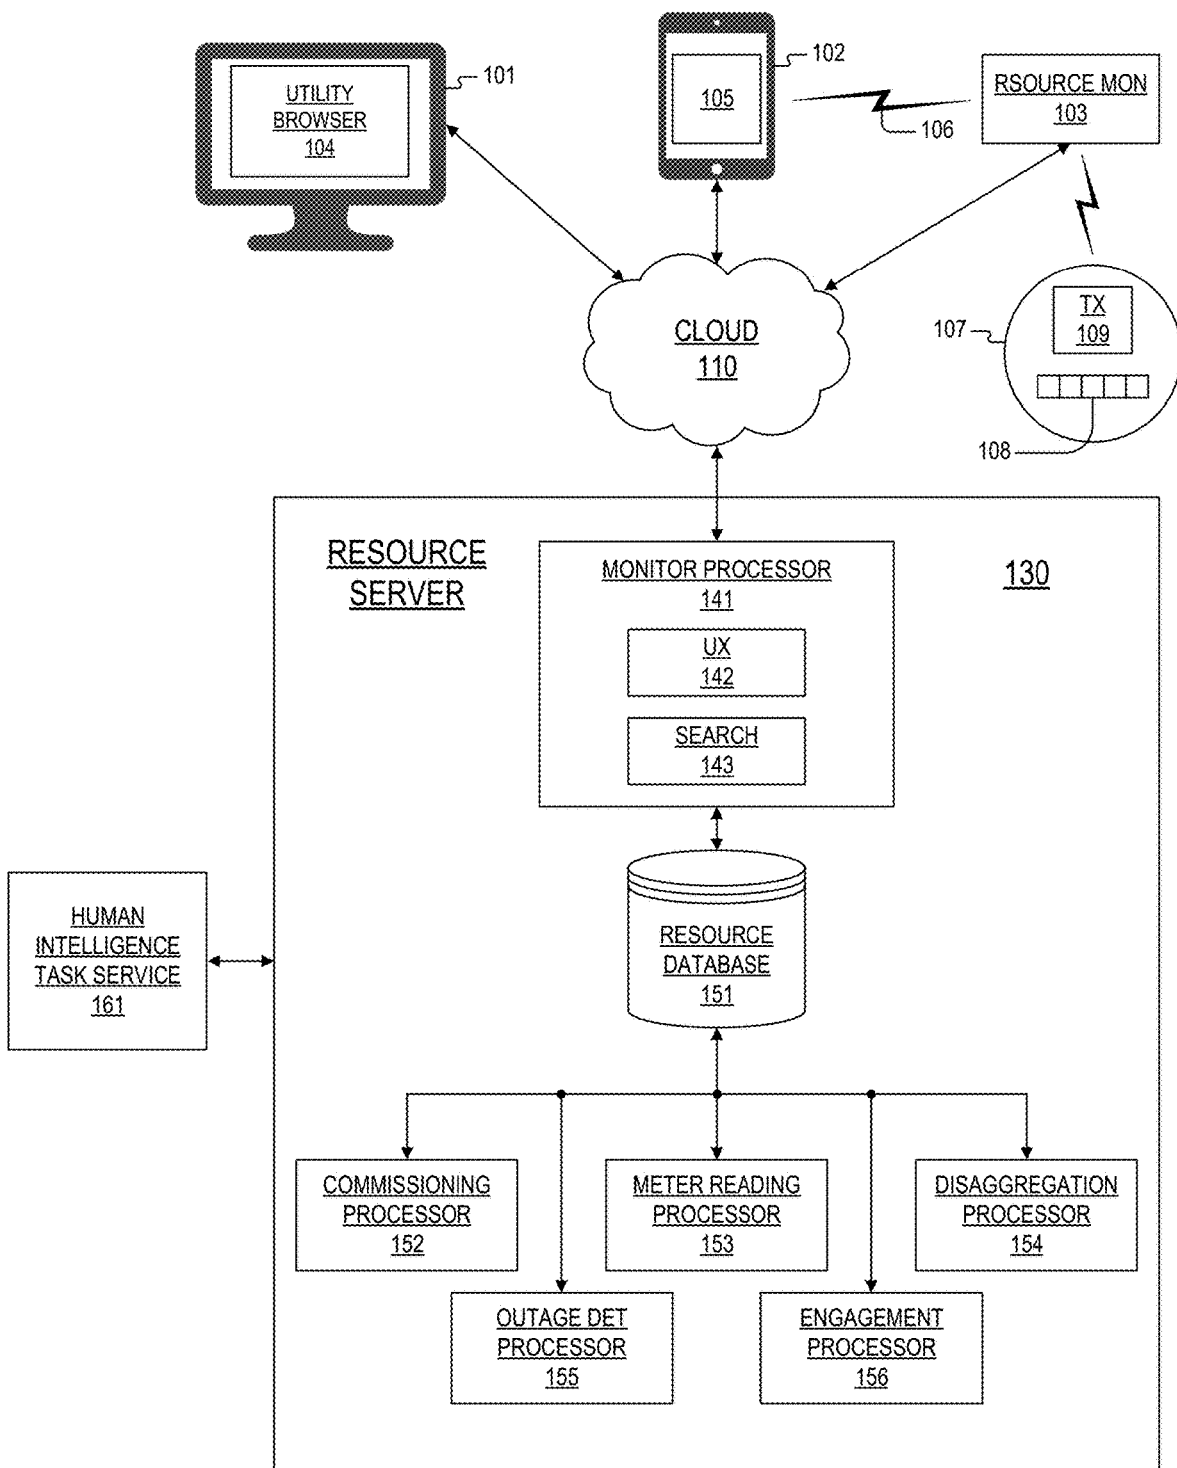 UTILITY
BROWSER
104
101
105
102
106
RSOURCE MON
103
CLOUD
110
107
TX
109
108
RESOURCE
SERVER
130
MONITOR PROCESSOR
141
UX
142
SEARCH
143
HUMAN
INTELLIGENCE
TASK SERVICE
161
RESOURCE
DATABASE
151
COMMISSIONING
PROCESSOR
152
METER READING
PROCESSOR
153
DISAGGREGATION
PROCESSOR
154
OUTAGE DET
PROCESSOR
155
ENGAGEMENT
PROCESSOR
156